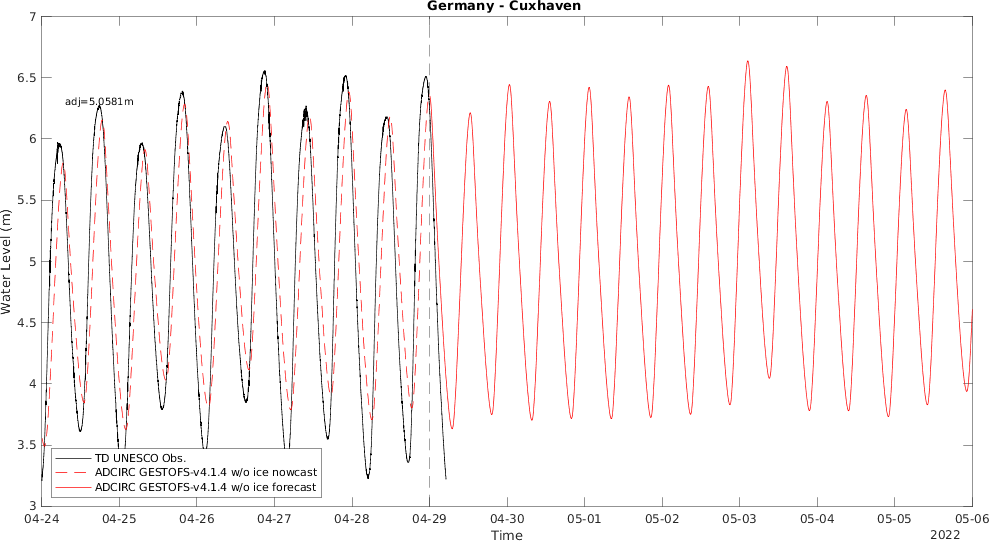 Germany - Cuxhaven
7
6.5
adj=5.0581m
6
5.5
5
4.5
4
3.5
3
Water Level (m)
TD UNESCO Obs.
ADCIRC GESTOFS-v4.1.4 w/o ice nowcast
ADCIRC GESTOFS-v4.1.4 w/o ice forecast
04-24 04-25 04-26 04-27 04-28 04-29 04-30 05-01 05-02 05-03 05-04 05-05 05-06
Time
2022